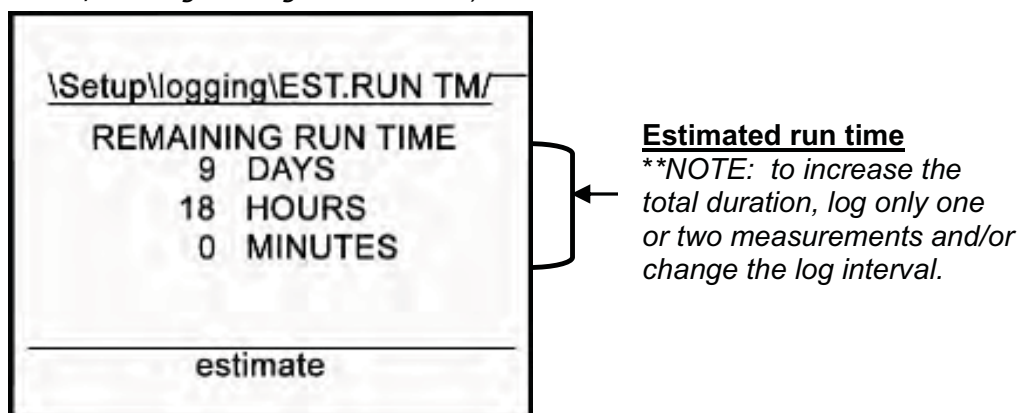 \Setup\logging\EST.RUN TM/
REMAINING RUN TIME
9 DAYS
18 HOURS
0 MINUTES
estimate
Estimated run time
**NOTE: to increase the
total duration, log only one
or two measurements and/or
change the log interval.